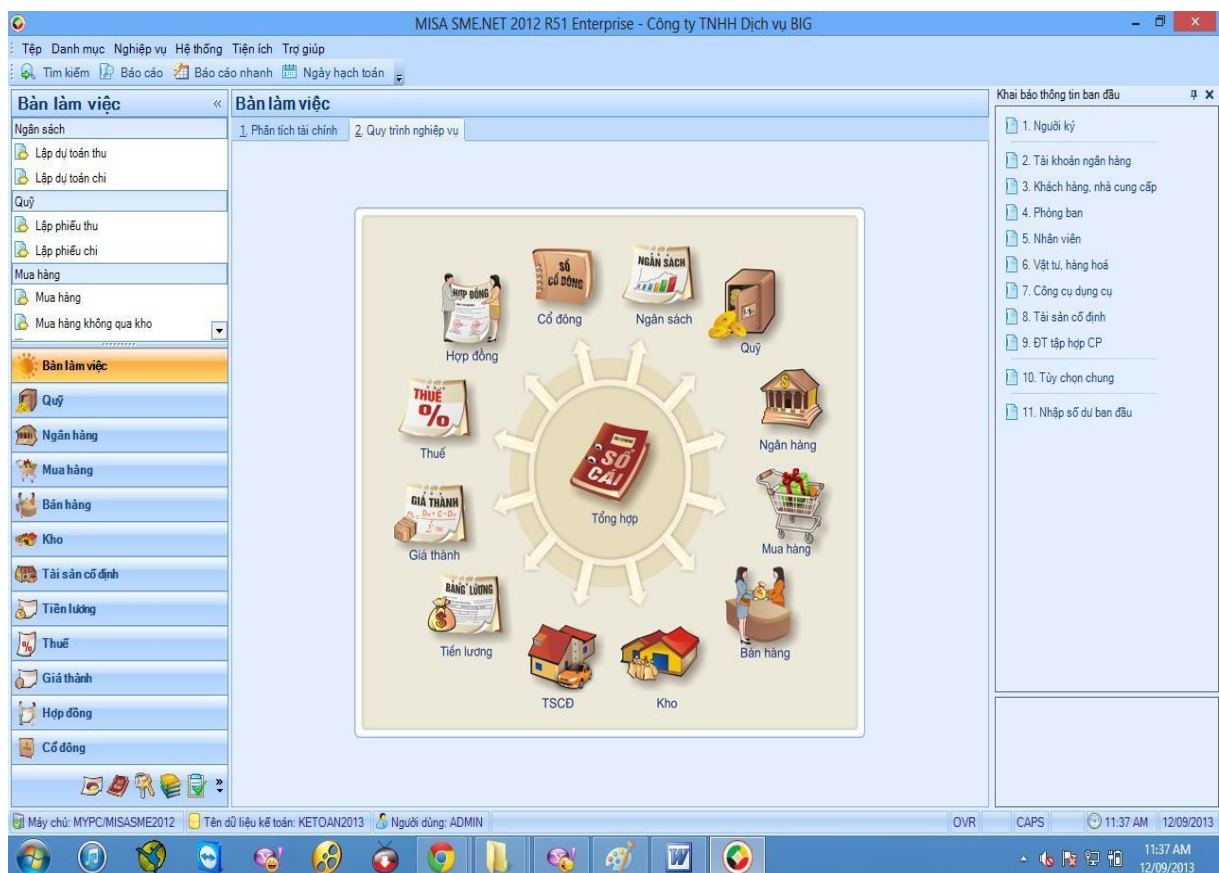 MISA SME.NET 2012 R51 Enterprise - Công ty TNHH Dịch vụ BIG
Tệp Danh mục Nghiệp vụ Hệ thống Tiện ích Trợ giúp
Tìm kiếm Báo cáo Báo cáo nhanh Ngày hạch toán
Bàn làm việc «
Ngân sách
Lập dự toán thu
Lập dự toán chi
Quỹ
Lập phiếu thu
Lập phiếu chi
Mua hàng
Mua hàng
Mua hàng không qua kho
Bàn làm việc
Quỹ
Ngân hàng
Mua hàng
Bán hàng
Kho
Tài sản cố định
Tiền lương
Thuế
Giá thành
Hợp đồng
Cổ đông
»
Bàn làm việc
1. Phân tích tài chính 2. Quy trình nghiệp vụ
HỢP ĐỒNG
Hợp đồng
SỔ
CỔ ĐÔNG
Cổ đông
NGÂN SÁCH
Ngân sách
Quỹ
THUẾ
%
Thuế
Ngân hàng
SỔ
CÁI
Tổng hợp
GIÁ THÀNH
Giá thành
Mua hàng
BẢNG LƯƠNG
Tiền lương
TSCĐ
Kho
Bán hàng
Khai báo thông tin ban đầu
1. Người ký
2. Tài khoản ngân hàng
3. Khách hàng, nhà cung cấp
4. Phòng ban
5. Nhân viên
6. Vật tư, hàng hoá
7. Công cụ dụng cụ
8. Tài sản cố định
9. ĐT tập hợp CP
10. Tùy chọn chung
11. Nhập số dư ban đầu
Máy chủ: MYPC/MISASME2012 Tên dữ liệu kế toán: KETOAN2013 Người dùng: ADMIN OVR CAPS 11:37 AM 12/09/2013
11:37 AM
12/09/2013